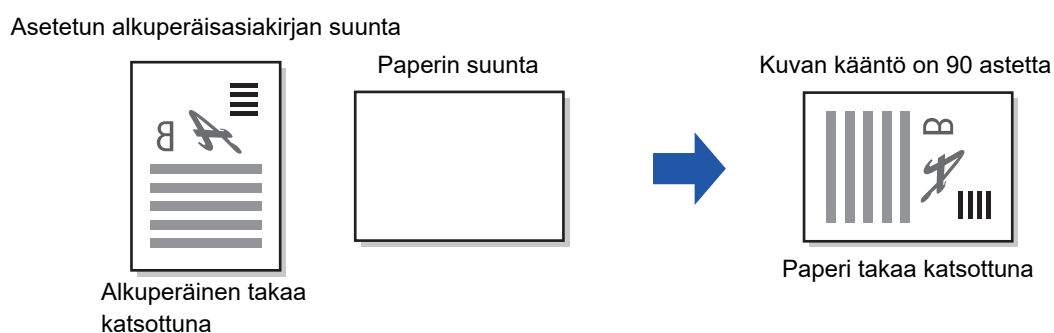 Asetetun alkuperäisasiakirjan suunta
Paperin suunta
Kuvan kääntö on 90 astetta
B A
B
A
Alkuperäinen takaa
katsottuna
Paperi takaa katsottuna